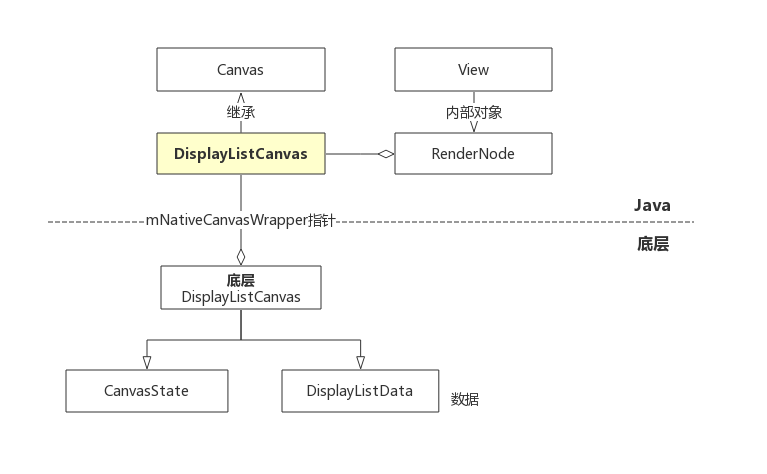 Canvas
View
继承
内部对象
DisplayListCanvas
RenderNode
Java
mNativeCanvasWrapper指针
底层
底层
DisplayListCanvas
CanvasState
DisplayListData
数据